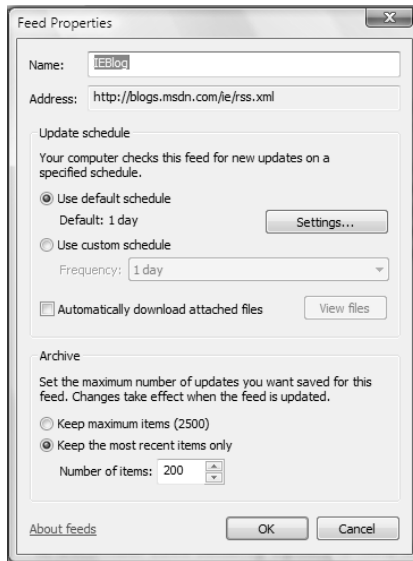 Feed Properties
Name: IEBlog
Address: http://blogs.msdn.com/ie/rss.xml
Update schedule
Your computer checks this feed for new updates on a
specified schedule.
Use default schedule
Default: 1 day Settings...
Use custom schedule
Frequency: 1 day
Automatically download attached files View files
Archive
Set the maximum number of updates you want saved for this
feed. Changes take effect when the feed is updated.
Keep maximum items (2500)
Keep the most recent items only
Number of items: 200
About feeds OK Cancel